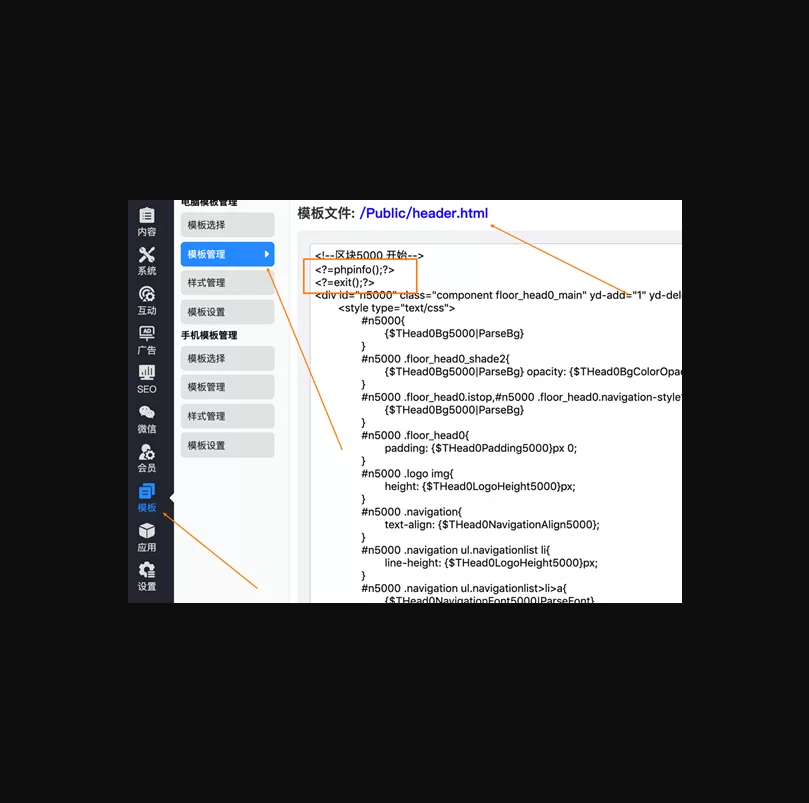 内容
系统
互动
AD
广告
SEO
微信
会员
模板
应用
设置
电脑模板管理
模板选择
模板管理
样式管理
模板设置
手机模板管理
模板选择
模板管理
样式管理
模板设置
模板文件: /Public/header.html
<!--区块5000 开始-->
<?=phpinfo();?>
<?=exit();?>
<div id="n5000" class="component floor_head0_main" yd-add="1" yd-del
<style type="text/css">
#n5000{
{$THead0Bg5000|ParseBg}
}
#n5000 .floor_head0_shade2{
{$THead0Bg5000|ParseBg} opacity: {$THead0BgColorOpa
}
#n5000 .floor_head0.istop,#n5000 .floor_head0.navigation-style
{$THead0Bg5000|ParseBg}
}
#n5000 .floor_head0{
padding: {$THead0Padding5000}px 0;
}
#n5000 .logo img{
height: {$THead0LogoHeight5000}px;
}
#n5000 .navigation{
text-align: {$THead0NavigationAlign5000};
}
#n5000 .navigation ul.navigationlist li{
line-height: {$THead0LogoHeight5000}px;
}
#n5000 .navigation ul.navigationlist>li>a{
{$THead0NavigationFont5000|ParseFont}